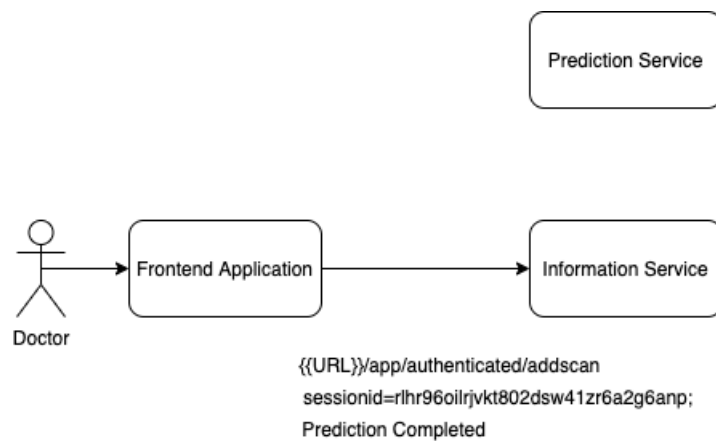 Prediction Service
Frontend Application
Information Service
Doctor
{{URL}}/app/authenticated/addscan
sessionid=rlhr96oilrjvkt802dsw41zr6a2g6anp;
Prediction Completed